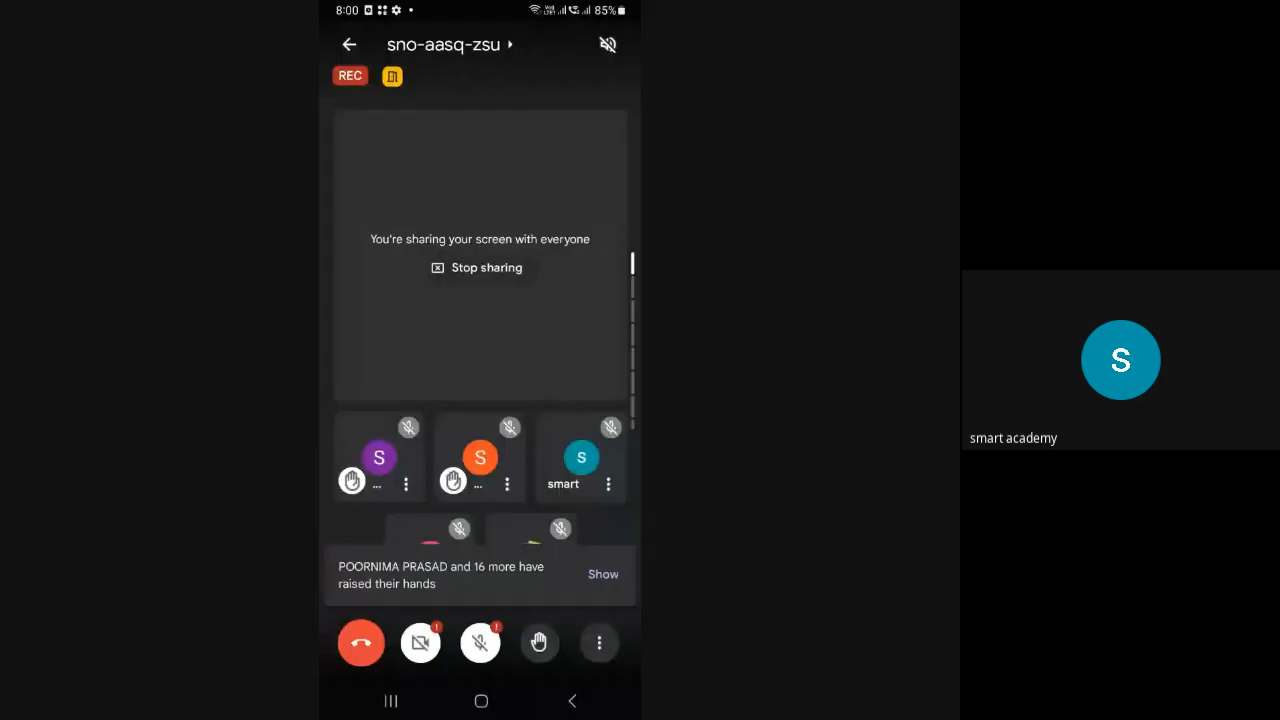 8:00 85%
sno-aasq-zsu
REC
You're sharing your screen with everyone
Stop sharing
S S S
... ... smart
POORNIMA PRASAD and 16 more have
raised their hands
Show
S
smart academy